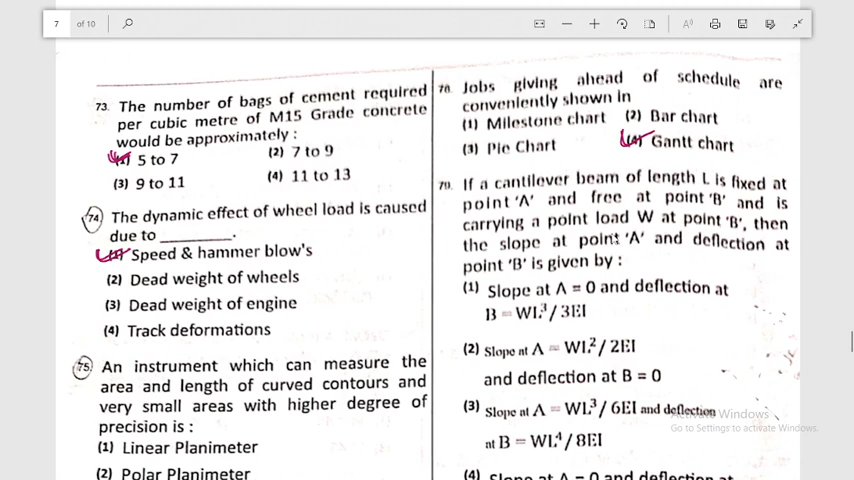 7 of 10
73. The number of bags of cement required
per cubic metre of M15 Grade concrete
would be approximately :
(1) 5 to 7 (2) 7 to 9
(3) 9 to 11 (4) 11 to 13
74 The dynamic effect of wheel load is caused
due to ________.
(1) Speed & hammer blow's
(2) Dead weight of wheels
(3) Dead weight of engine
(4) Track deformations
75. An instrument which can measure the
area and length of curved contours and
very small areas with higher degree of
precision is :
(1) Linear Planimeter
(2) Polar Planimeter
78. Jobs giving ahead of schedule are
conveniently shown in
(1) Milestone chart (2) Bar chart
(3) Pie Chart (4) Gantt chart
79. If a cantilever beam of length L is fixed at
point 'A' and free at point 'B' and is
carrying a point load W at point 'B', then
the slope at point 'A' and deflection at
point 'B' is given by :
(1) Slope at A = 0 and deflection at
B = WL³/3EI
(2) Slope at A = WL²/2EI
and deflection at B = 0
(3) Slope at A = WL³/6EI and deflection
at B = WL⁴/8EI
(4) Slope at A = 0 and deflection at
Activate Windows
Go to Settings to activate Windows.